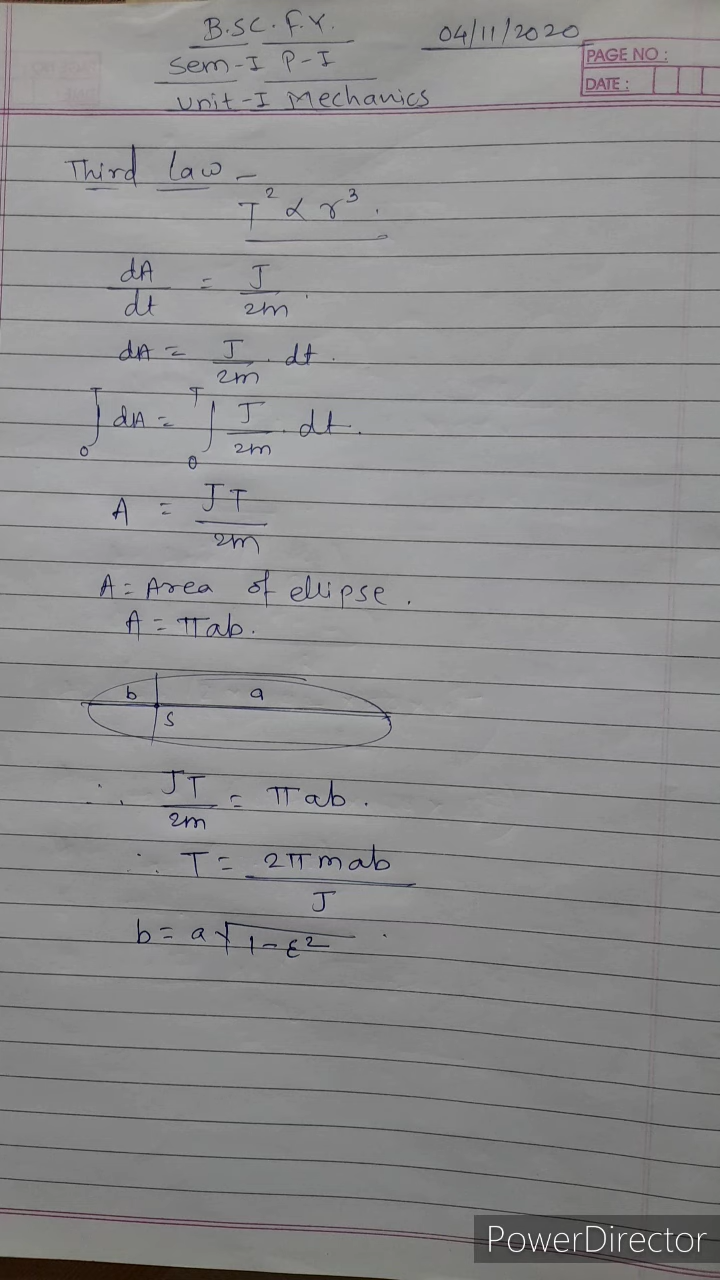 B.SC. F.Y.
04/11/2020
Sem-I P-I
PAGE NO :
DATE :
Unit-I Mechanics
Third law -
T² ∝ r³.
dA/dt = J/2m.
dA = J/2m . dt.
∫₀ᵀ dA = ∫₀ᵀ J/2m . dt.
A = JT/2m
A = Area of ellipse.
A = πab.
b a
S
∴ JT/2m = πab.
∴ T = 2πmab/J
b = a√1-ε² .
PowerDirector